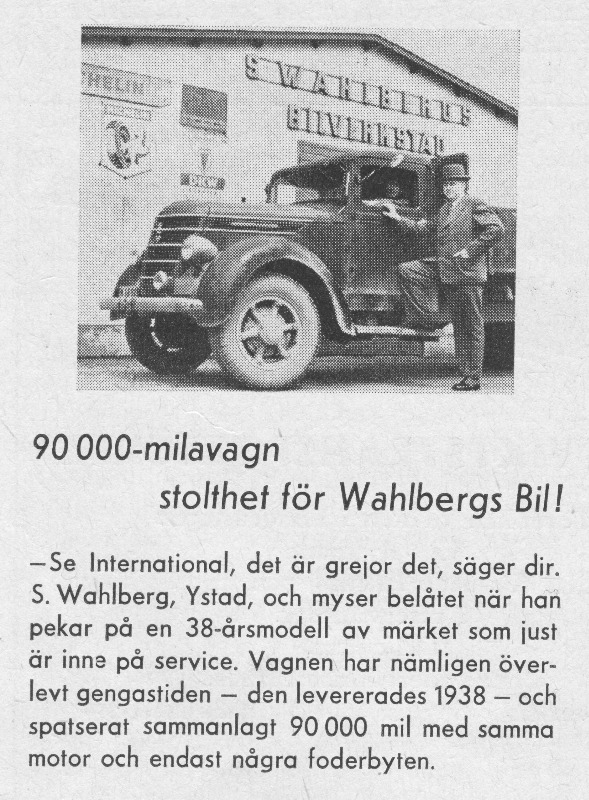 HELIN
S WAHLBERGS
BILVERKSTAD
DKW
90 000-milavagn
stolthet för Wahlbergs Bil!
—Se International, det är grejor det, säger dir.
S. Wahlberg, Ystad, och myser belåtet när han
pekar på en 38-årsmodell av märket som just
är inne på service. Vagnen har nämligen över-
levt gengastiden — den levererades 1938 — och
spatserat sammanlagt 90 000 mil med samma
motor och endast några foderbyten.